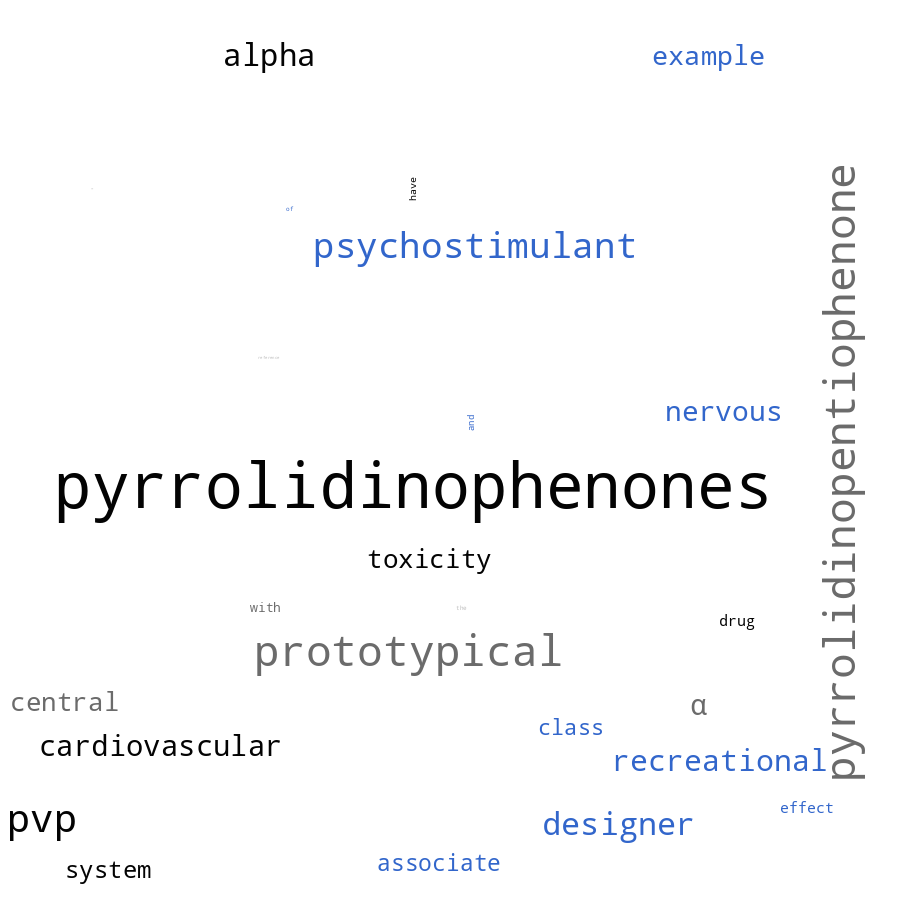 alpha
example
have
of
psychostimulant
pyrrolidinopentiophenone
nervous
and
pyrrolidinophenones
toxicity
with
the
drug
prototypical
central
α
class
cardiovascular
recreational
effect
pvp
designer
associate
system